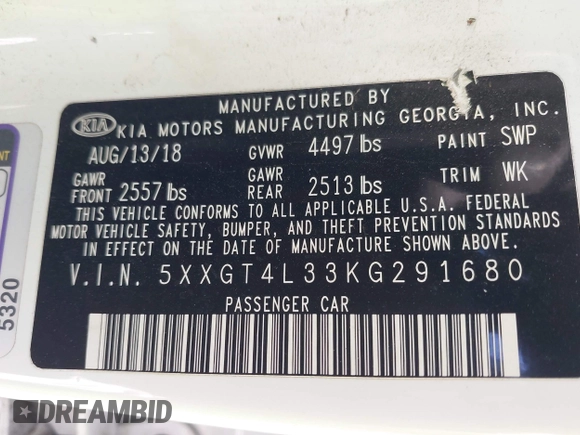 MANUFACTURED BY
KIA
KIA MOTORS MANUFACTURING GEORGIA, INC.
AUG/13/18 GVWR 4497 lbs PAINT SWP
GAWR FRONT 2557 lbs GAWR REAR 2513 lbs TRIM WK
THIS VEHICLE CONFORMS TO ALL APPLICABLE U.S.A. FEDERAL
MOTOR VEHICLE SAFETY, BUMPER, AND THEFT PREVENTION STANDARDS
IN EFFECT ON THE DATE OF MANUFACTURE SHOWN ABOVE.
V.I.N. 5XXGT4L33KG291680
PASSENGER CAR
5320
DREAMBID